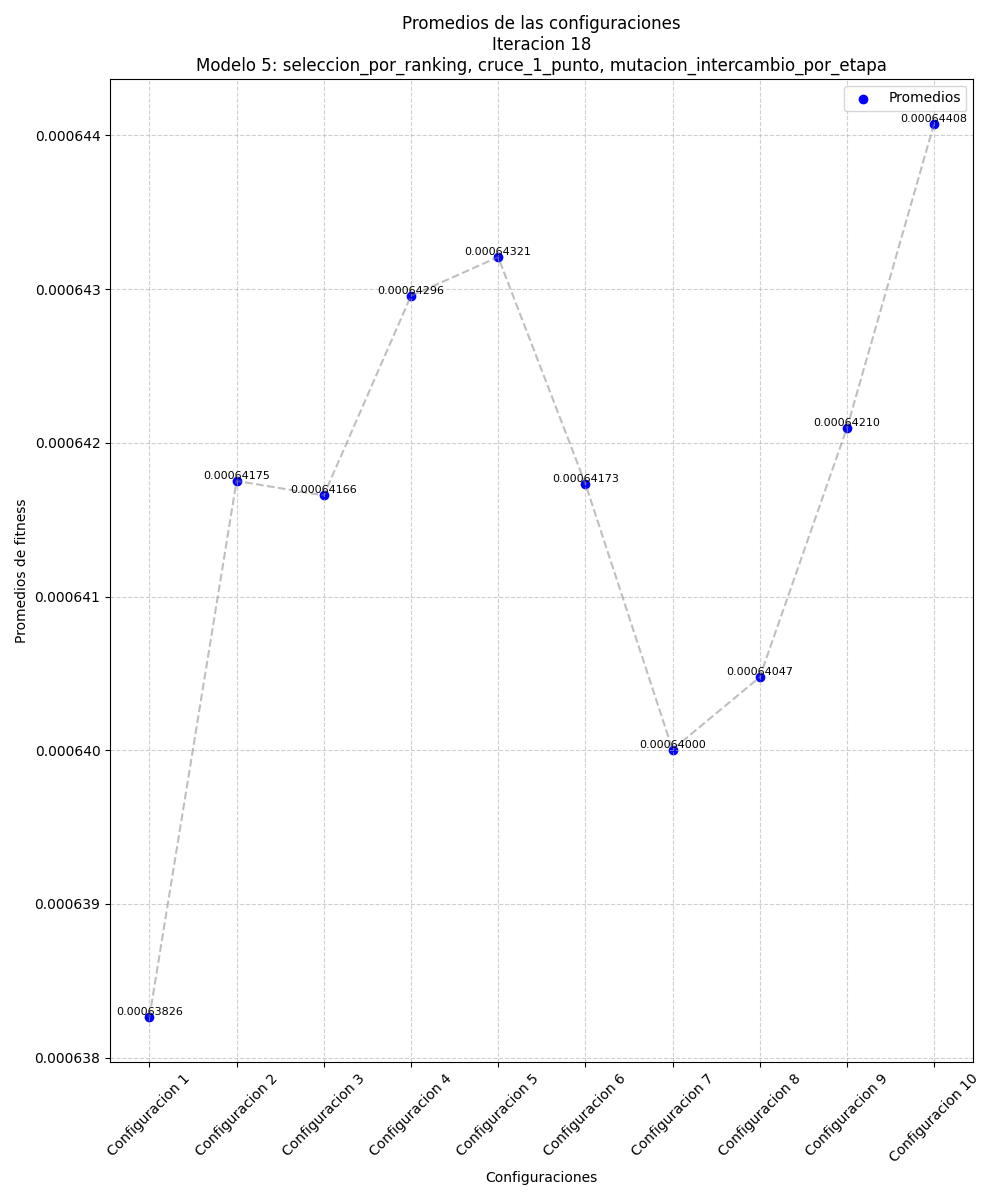 Promedios de las configuraciones
Iteracion 18
Modelo 5: seleccion_por_ranking, cruce_1_punto, mutacion_intercambio_por_etapa
Promedios
0.000644
0.000643
0.000642
0.000641
0.000640
0.000639
0.000638
Promedios de fitness
0.00063826
0.00064175
0.00064166
0.00064296
0.00064321
0.00064173
0.00064000
0.00064047
0.00064210
0.00064408
Configuracion 1
Configuracion 2
Configuracion 3
Configuracion 4
Configuracion 5
Configuracion 6
Configuracion 7
Configuracion 8
Configuracion 9
Configuracion 10
Configuraciones